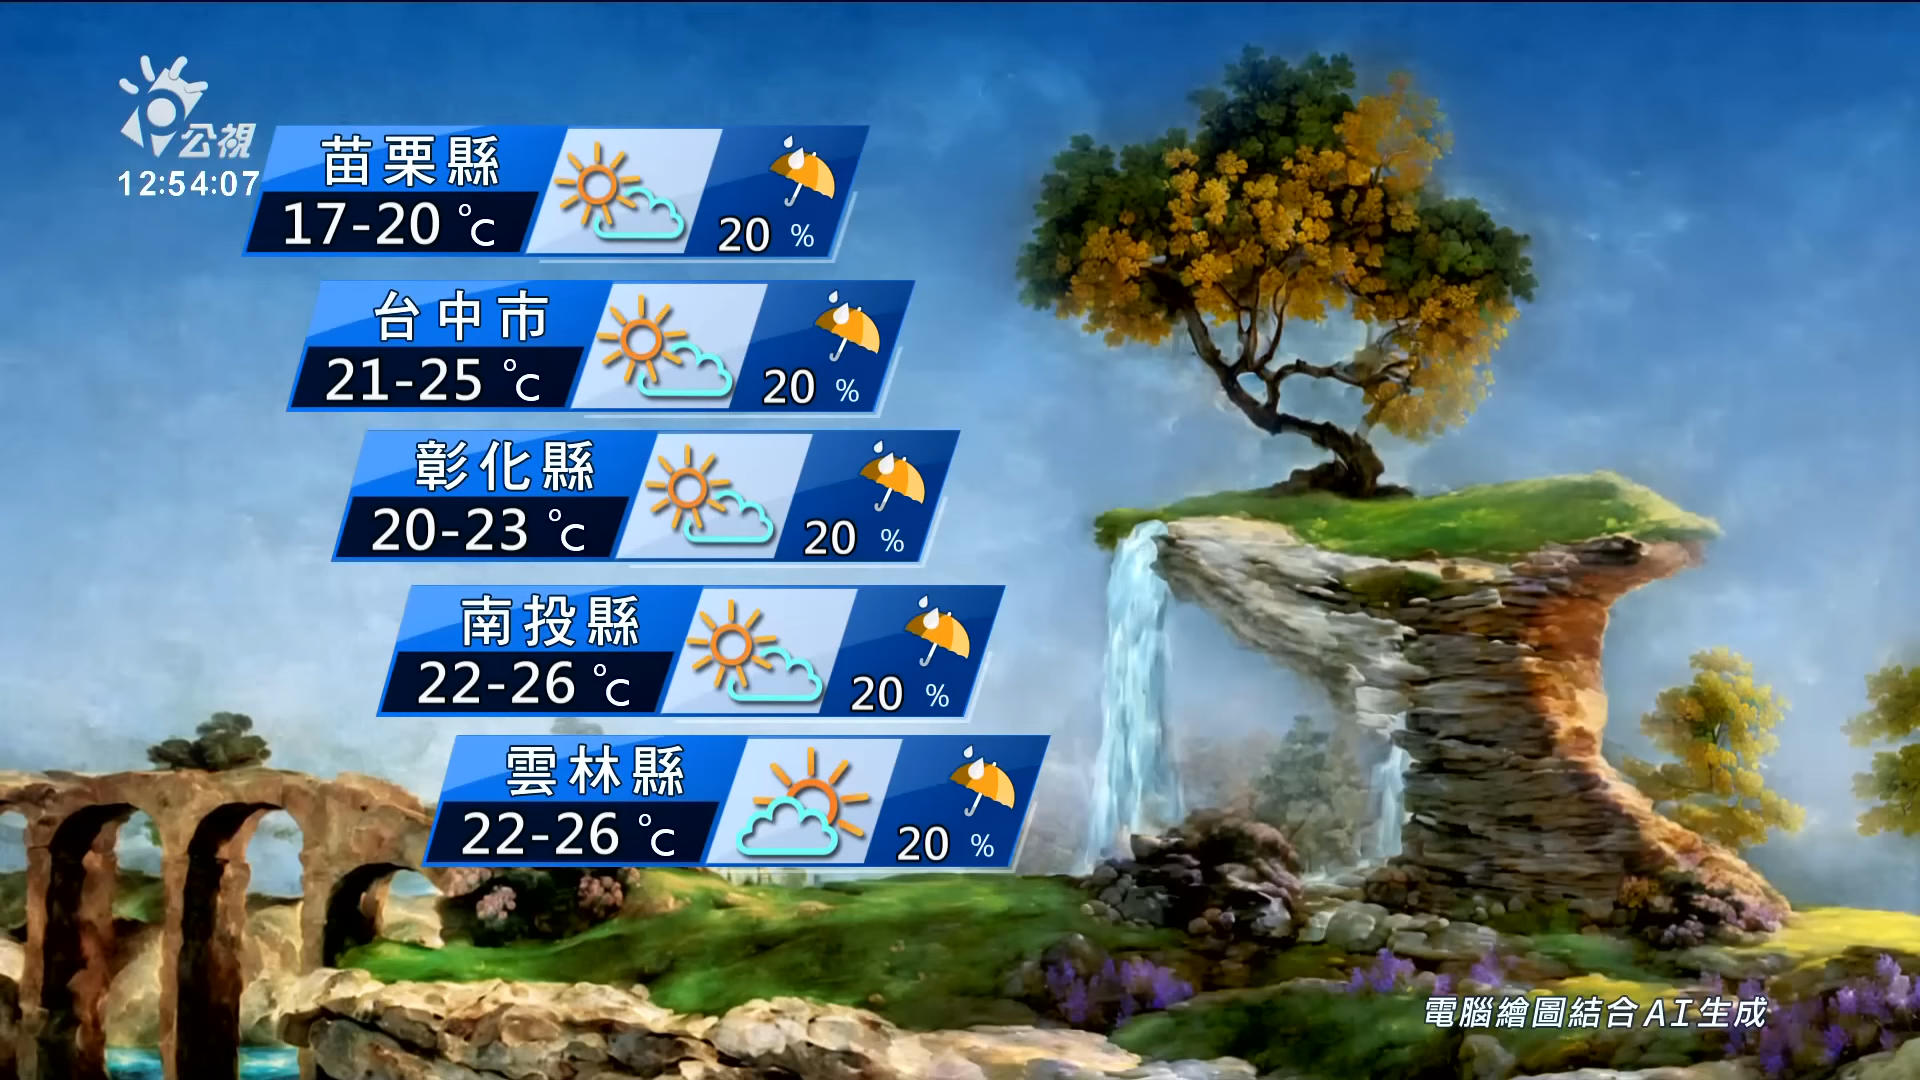 公視
12:54:07
苗栗縣
17-20 °C
20 %
台中市
21-25 °C
20 %
彰化縣
20-23 °C
20 %
南投縣
22-26 °C
20 %
雲林縣
22-26 °C
20 %
電腦繪圖結合AI生成